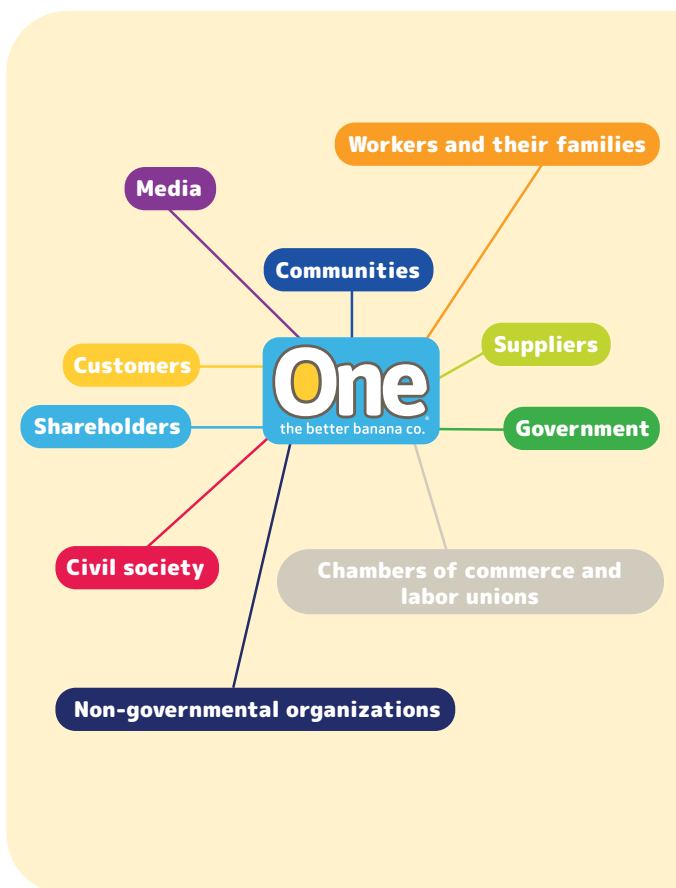 Workers and their families
Media
Communities
Suppliers
Customers
One
the better banana co.
Shareholders
Government
Civil society
Chambers of commerce and
labor unions
Non-governmental organizations